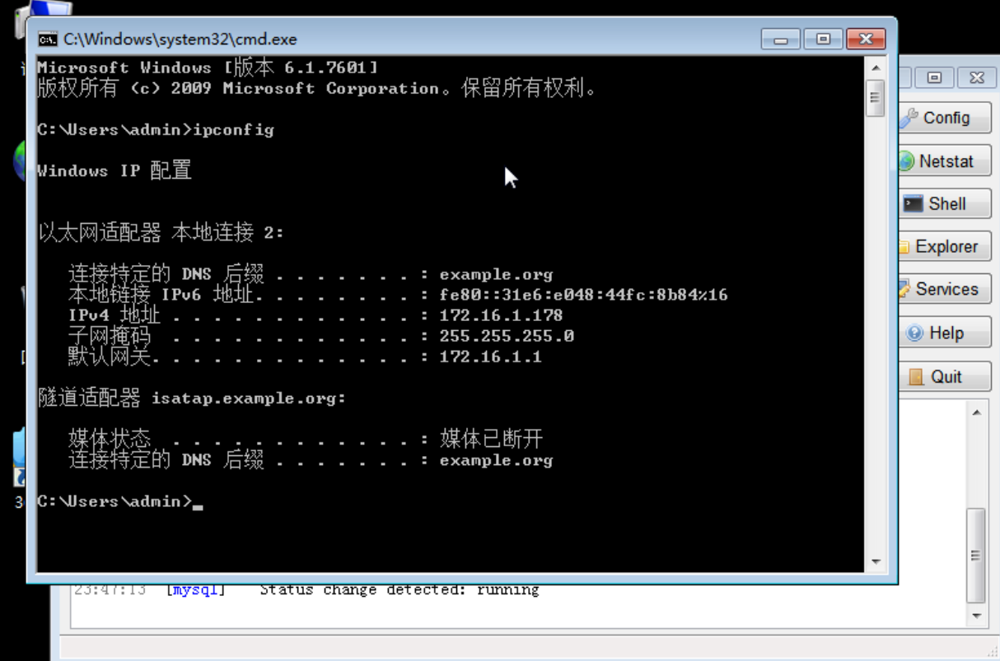 C:\Windows\system32\cmd.exe
Microsoft Windows [版本 6.1.7601]
版权所有 (c) 2009 Microsoft Corporation。保留所有权利。
C:\Users\admin>ipconfig
Windows IP 配置
以太网适配器 本地连接 2:
连接特定的 DNS 后缀 . . . . . . . : example.org
本地链接 IPv6 地址. . . . . . . . : fe80::31e6:e048:44fc:8b84%16
IPv4 地址 . . . . . . . . . . . . : 172.16.1.178
子网掩码 . . . . . . . . . . . . : 255.255.255.0
默认网关. . . . . . . . . . . . . : 172.16.1.1
隧道适配器 isatap.example.org:
媒体状态 . . . . . . . . . . . . : 媒体已断开
连接特定的 DNS 后缀 . . . . . . . : example.org
C:\Users\admin>
Config
Netstat
Shell
Explorer
Services
Help
Quit
23:47:13 [mysql] Status change detected: running